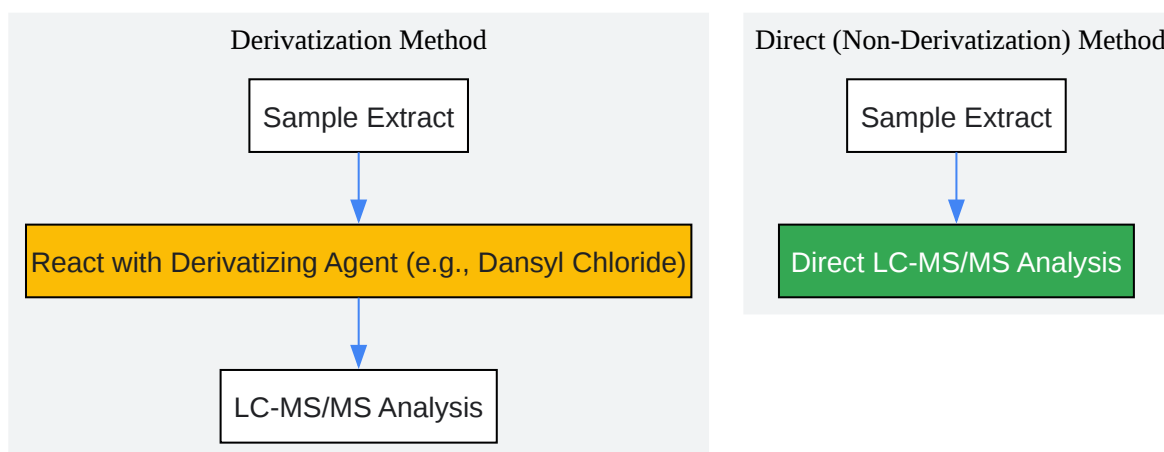 Derivatization Method
Sample Extract
React with Derivatizing Agent (e.g., Dansyl Chloride)
LC-MS/MS Analysis
Direct (Non-Derivatization) Method
Sample Extract
Direct LC-MS/MS Analysis